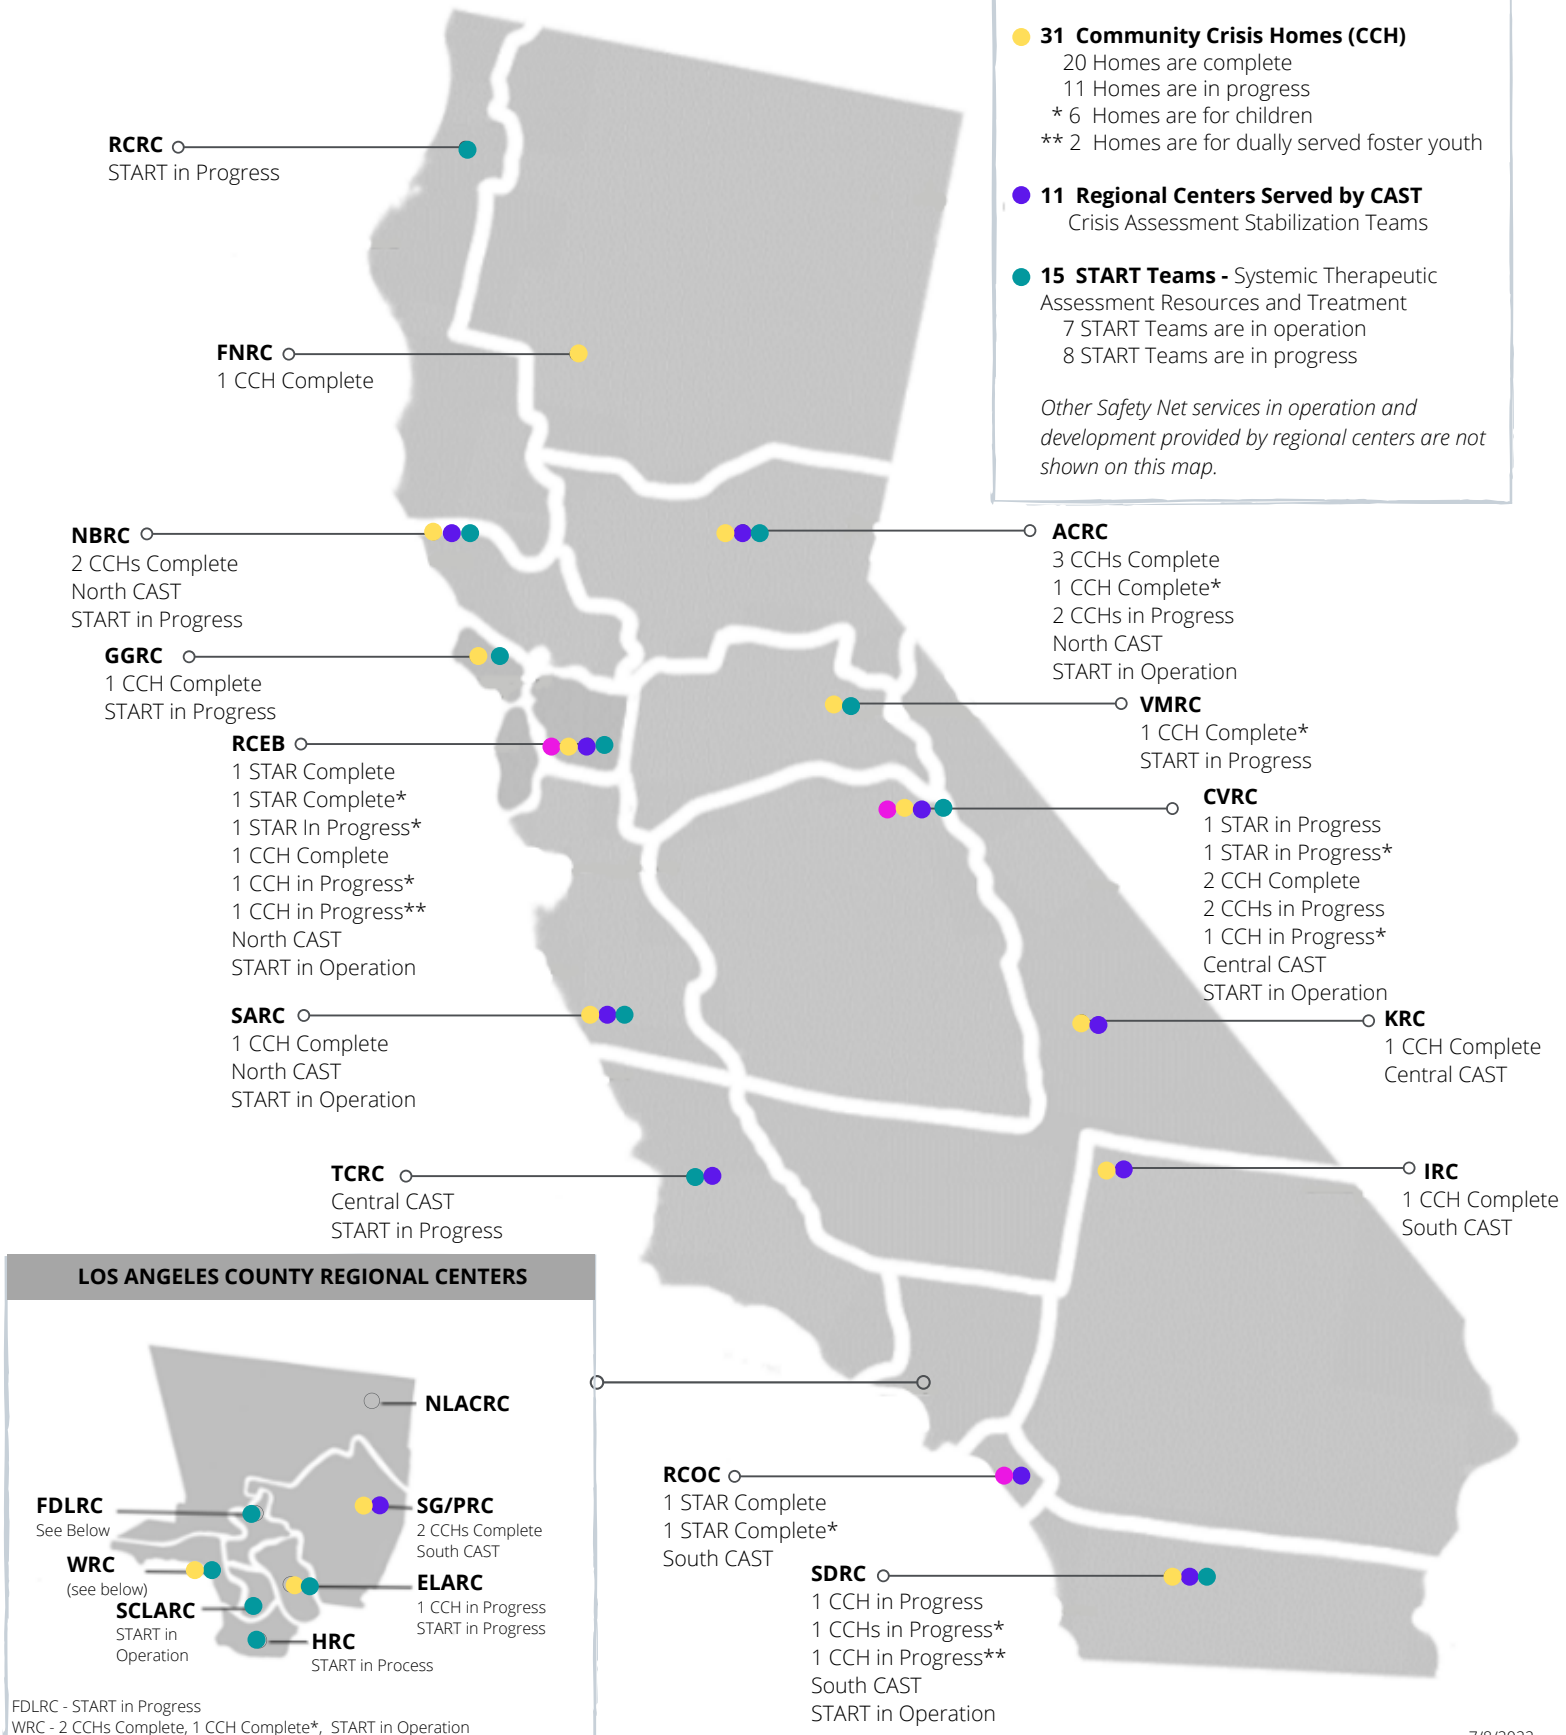 31 Community Crisis Homes (CCH)
20 Homes are complete
11 Homes are in progress
* 6 Homes are for children
** 2 Homes are for dually served foster youth
11 Regional Centers Served by CAST
Crisis Assessment Stabilization Teams
15 START Teams - Systemic Therapeutic
Assessment Resources and Treatment
7 START Teams are in operation
8 START Teams are in progress
Other Safety Net services in operation and
development provided by regional centers are not
shown on this map.
RCRC
START in Progress
FNRC
1 CCH Complete
NBRC
2 CCHs Complete
North CAST
START in Progress
ACRC
3 CCHs Complete
1 CCH Complete*
2 CCHs in Progress
North CAST
START in Operation
GGRC
1 CCH Complete
START in Progress
VMRC
1 CCH Complete*
START in Progress
RCEB
1 STAR Complete
1 STAR Complete*
1 STAR In Progress*
1 CCH Complete
1 CCH in Progress*
1 CCH in Progress**
North CAST
START in Operation
CVRC
1 STAR in Progress
1 STAR in Progress*
2 CCH Complete
2 CCHs in Progress
1 CCH in Progress*
Central CAST
START in Operation
SARC
1 CCH Complete
North CAST
START in Operation
KRC
1 CCH Complete
Central CAST
TCRC
Central CAST
START in Progress
IRC
1 CCH Complete
South CAST
LOS ANGELES COUNTY REGIONAL CENTERS
NLACRC
FDLRC
See Below
SG/PRC
2 CCHs Complete
South CAST
WRC
(see below)
ELARC
1 CCH in Progress
START in Progress
SCLARC
START in
Operation
HRC
START in Process
FDLRC - START in Progress
WRC - 2 CCHs Complete, 1 CCH Complete*, START in Operation
RCOC
1 STAR Complete
1 STAR Complete*
South CAST
SDRC
1 CCH in Progress
1 CCHs in Progress*
1 CCH in Progress**
South CAST
START in Operation
7/8/2022